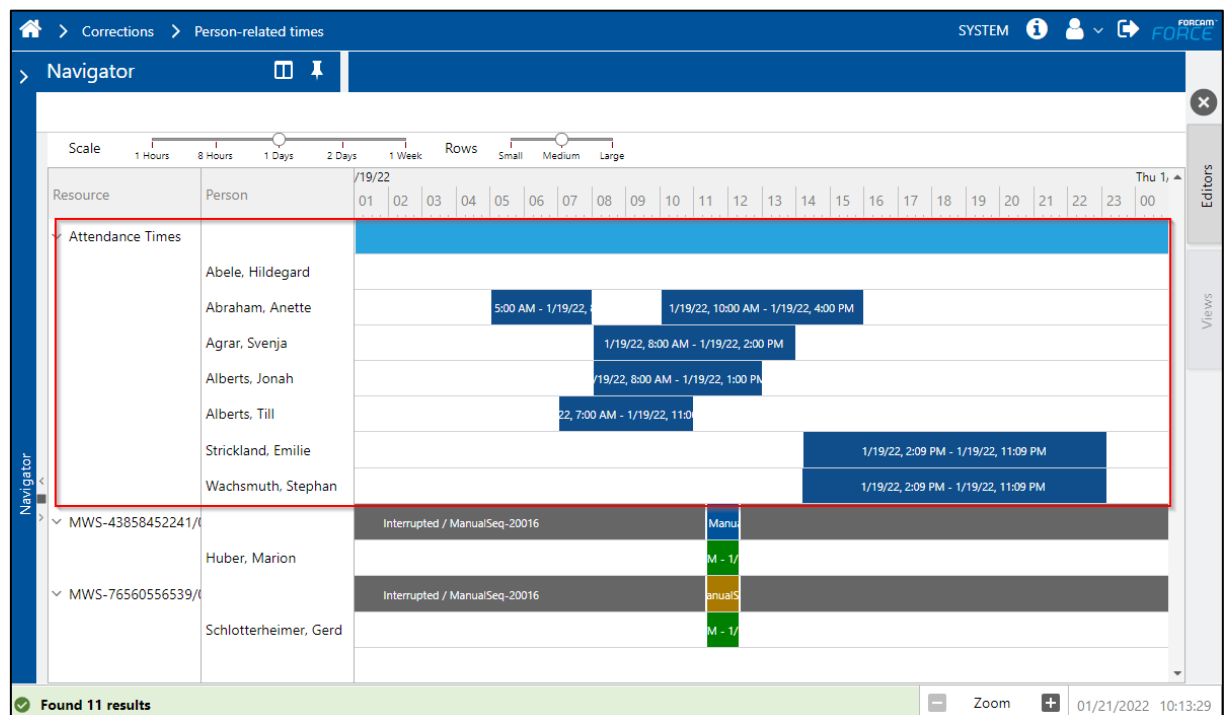 Corrections Person-related times SYSTEM FORCAM FORCE
Navigator
Scale 1 Hours 8 Hours 1 Days 2 Days 1 Week Rows Small Medium Large
/19/22 Thu 1/
Resource Person 01 02 03 04 05 06 07 08 09 10 11 12 13 14 15 16 17 18 19 20 21 22 23 00
Attendance Times
Abele, Hildegard
Abraham, Anette 5:00 AM - 1/19/22, 1/19/22, 10:00 AM - 1/19/22, 4:00 PM
Agrar, Svenja 1/19/22, 8:00 AM - 1/19/22, 2:00 PM
Alberts, Jonah /19/22, 8:00 AM - 1/19/22, 1:00 PM
Alberts, Till 22, 7:00 AM - 1/19/22, 11:0
Strickland, Emilie 1/19/22, 2:09 PM - 1/19/22, 11:09 PM
Wachsmuth, Stephan 1/19/22, 2:09 PM - 1/19/22, 11:09 PM
MWS-43858452241/ Interrupted / ManualSeq-20016 Manu
Huber, Marion M - 1/
MWS-76560556539/ Interrupted / ManualSeq-20016 anualS
Schlotterheimer, Gerd M - 1/
Navigator
Editors
Views
Found 11 results Zoom 01/21/2022 10:13:29